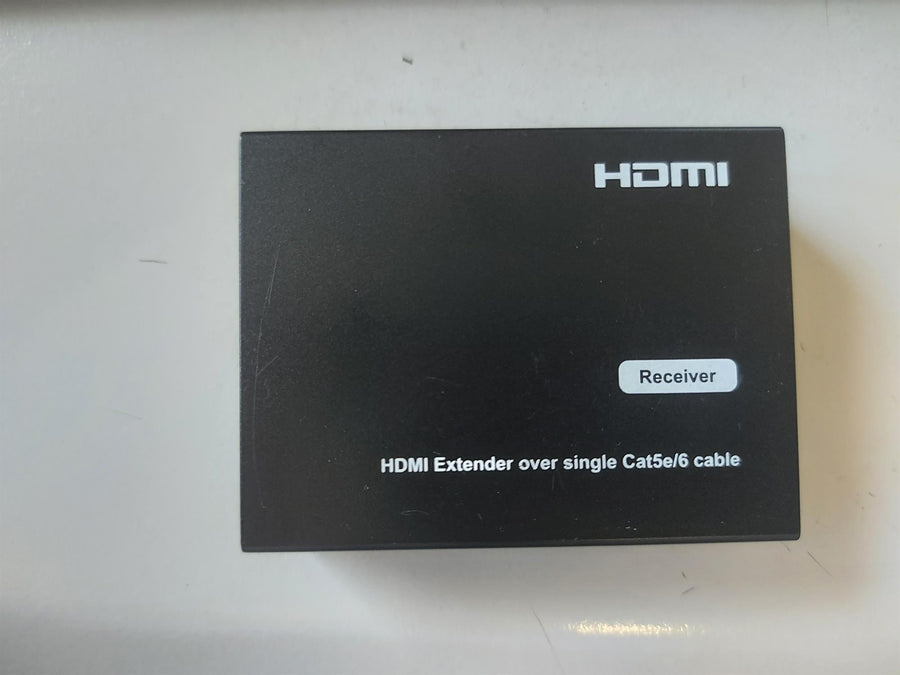 HDMI
Receiver
HDMI Extender over single Cat5e/6 cable